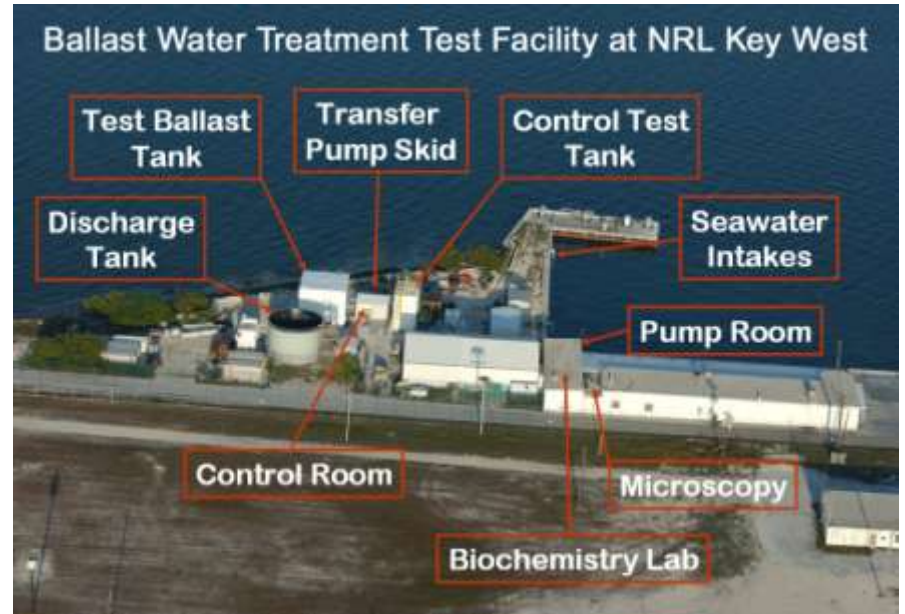 Ballast Water Treatment Test Facility at NRL Key West
Test Ballast
Tank
Transfer
Pump Skid
Control Test
Tank
Discharge
Tank
Seawater
Intakes
Pump Room
Control Room
Microscopy
Biochemistry Lab